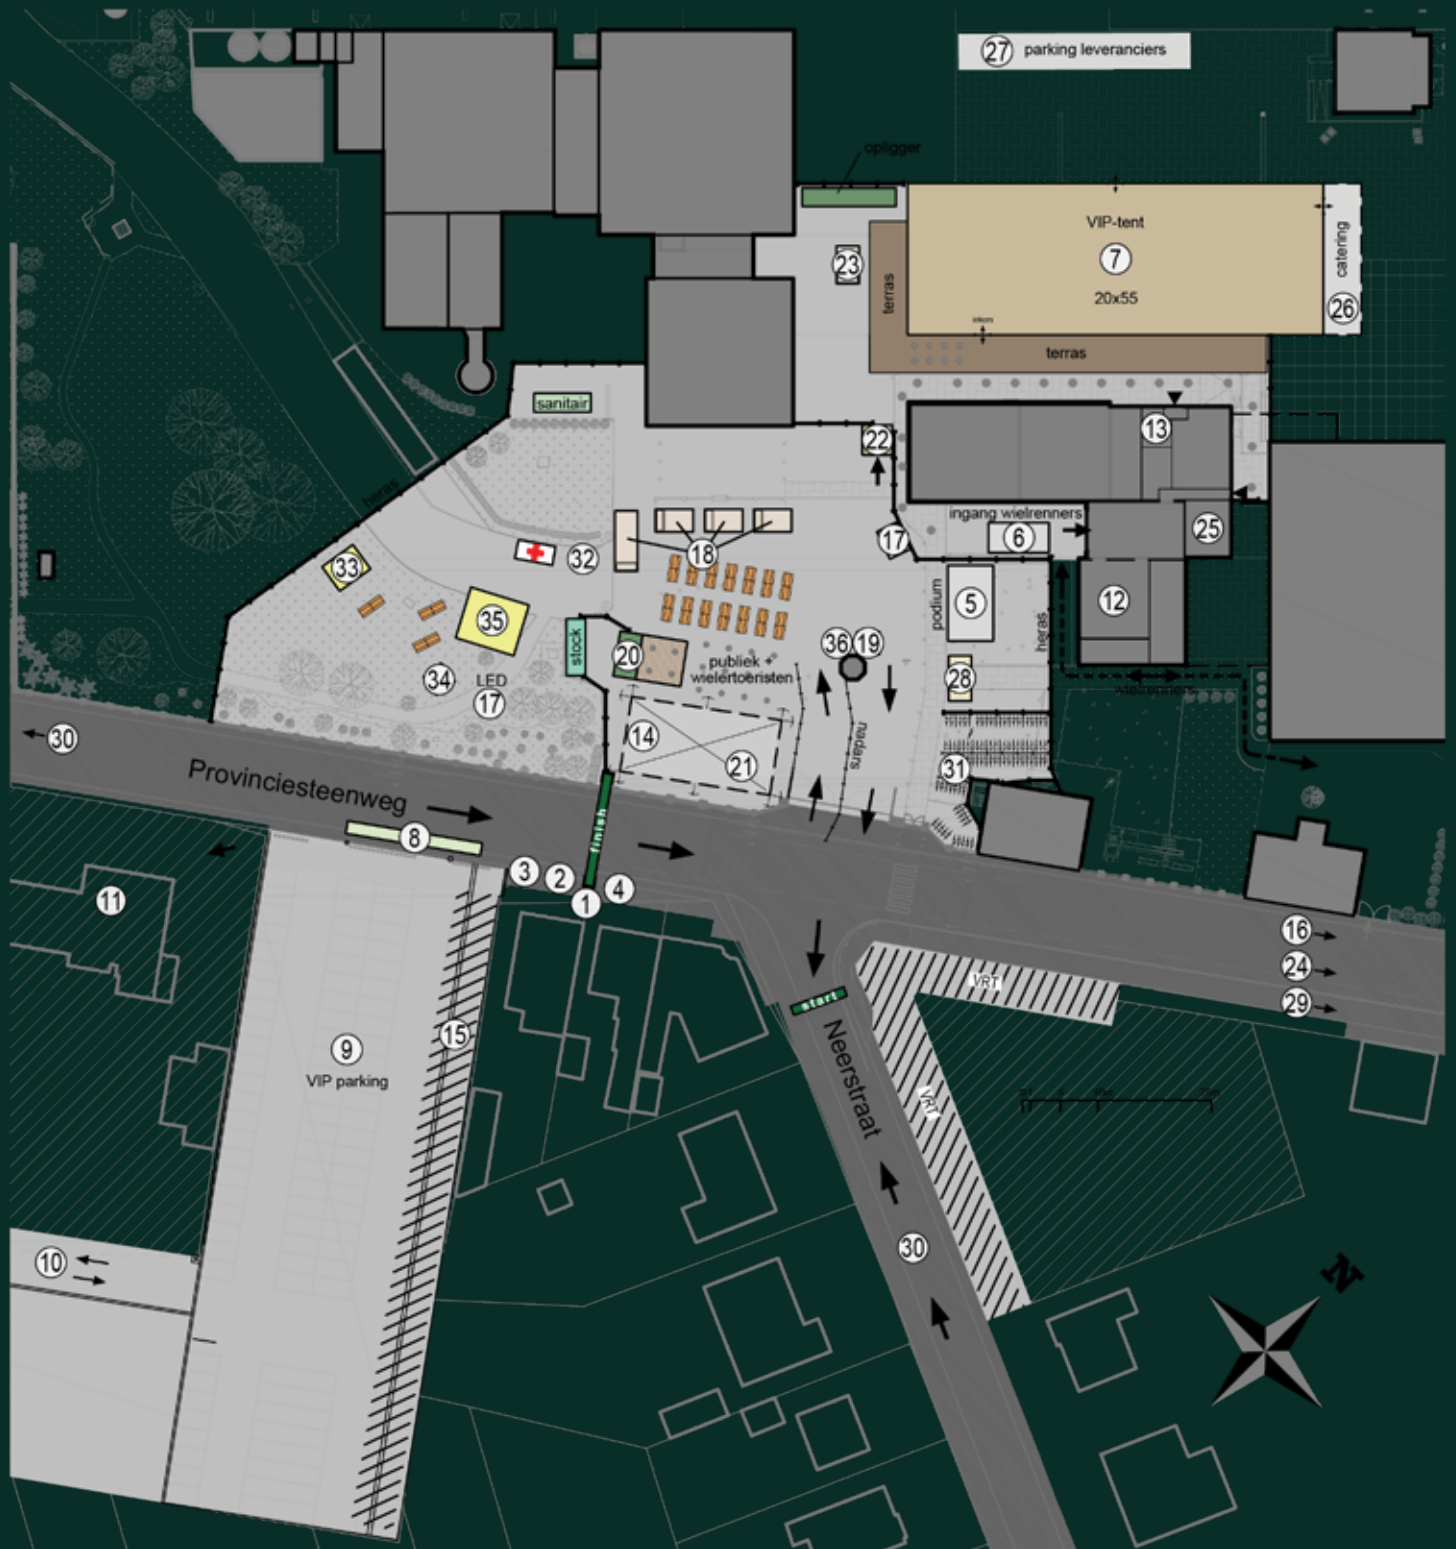 27 parking leveranciers
opligger
VIP-tent
7
20x55
catering
26
23
terras
inkom
terras
sanitair
22
13
heras
ingang wielrenners
17
6
25
18
32
33
podium
5
12
35
stock
20
heras
36 19
publiek +
wielertoeristen
28
34
LED
17
wielrenners
30
14
nadars
21
31
Provinciesteenweg
8
finish
3
2
4
1
11
16
24
29
VRT
start
15
9
VIP parking
Neerstraat
VRT
10
30
N